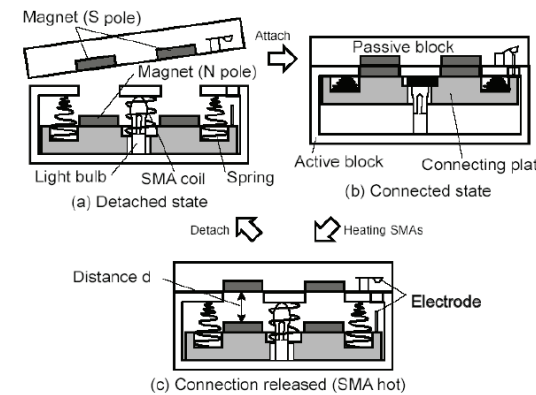 Magnet (S pole)
Attach
Passive block
Magnet (N pole)
Light bulb
SMA coil
Spring
Active block
Connecting plat
(a) Detached state
(b) Connected state
Detach
Heating SMAs
Distance d
Electrode
(c) Connection released (SMA hot)